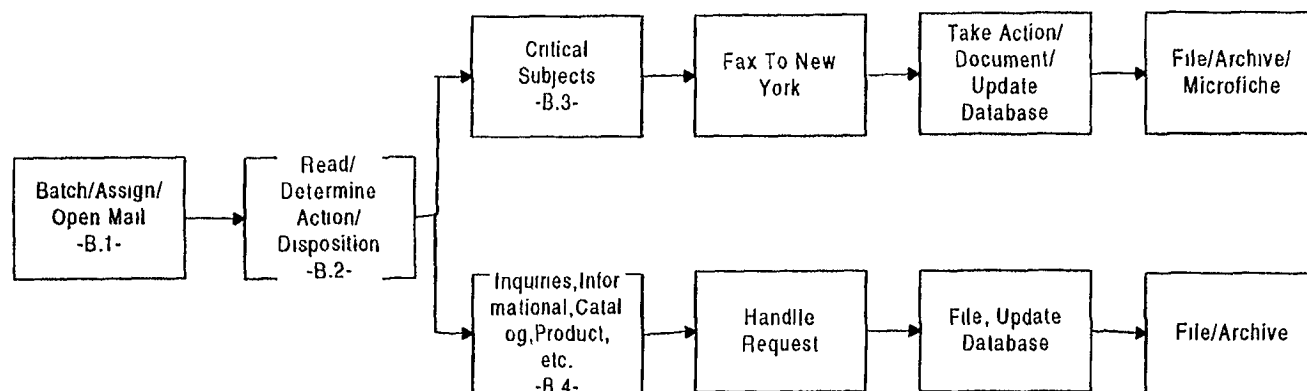 Critical
Subjects
-B.3-
Fax To New
York
Take Action/
Document/
Update
Database
File/Archive/
Microfiche
Batch/Assign/
Open Mail
-B.1-
Read/
Determine
Action/
Disposition
-B.2-
Inquiries,Infor
mational,Catal
og,Product,
etc.
-B.4-
Handle
Request
File, Update
Database
File/Archive